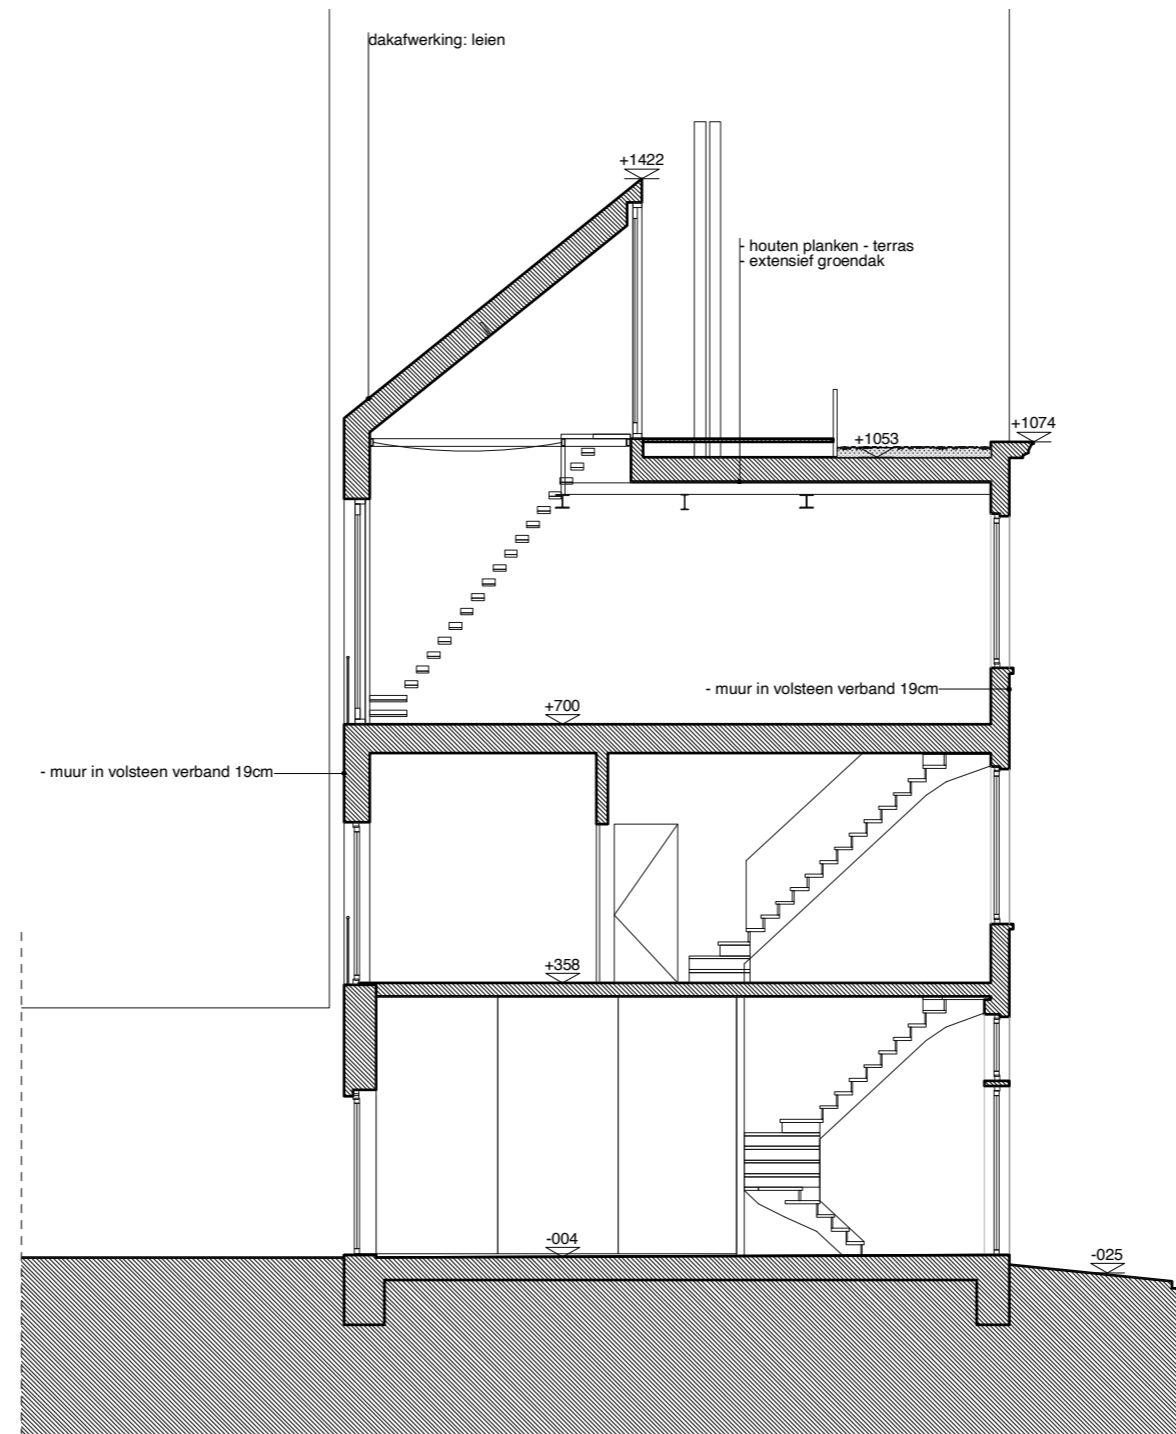 dakafwerking: leien
+1422
- houten planken - terras
- extensief groendak
+1074
+1053
- muur in volsteen verband 19cm
+700
- muur in volsteen verband 19cm
+358
-004
-025